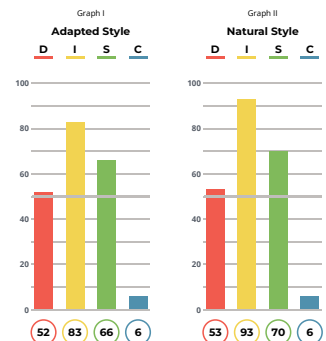 Graph I
Adapted Style
D I S C
100
80
60
40
20
0
52 83 66 6
Graph II
Natural Style
D I S C
100
80
60
40
20
0
53 93 70 6